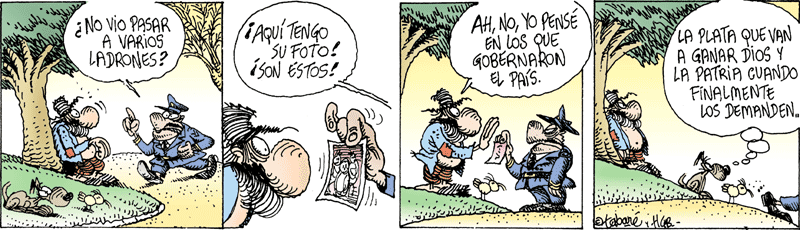 ¿NO VIO PASAR
A VARIOS
LADRONES?
¡AQUÍ TENGO
SU FOTO!
¡SON ESTOS!
AH, NO, YO PENSÉ
EN LOS QUE
GOBERNARON
EL PAÍS.
LA PLATA QUE VAN
A GANAR DIOS Y
LA PATRIA CUANDO
FINALMENTE
LOS DEMANDEN...
©tabaré y HGB-